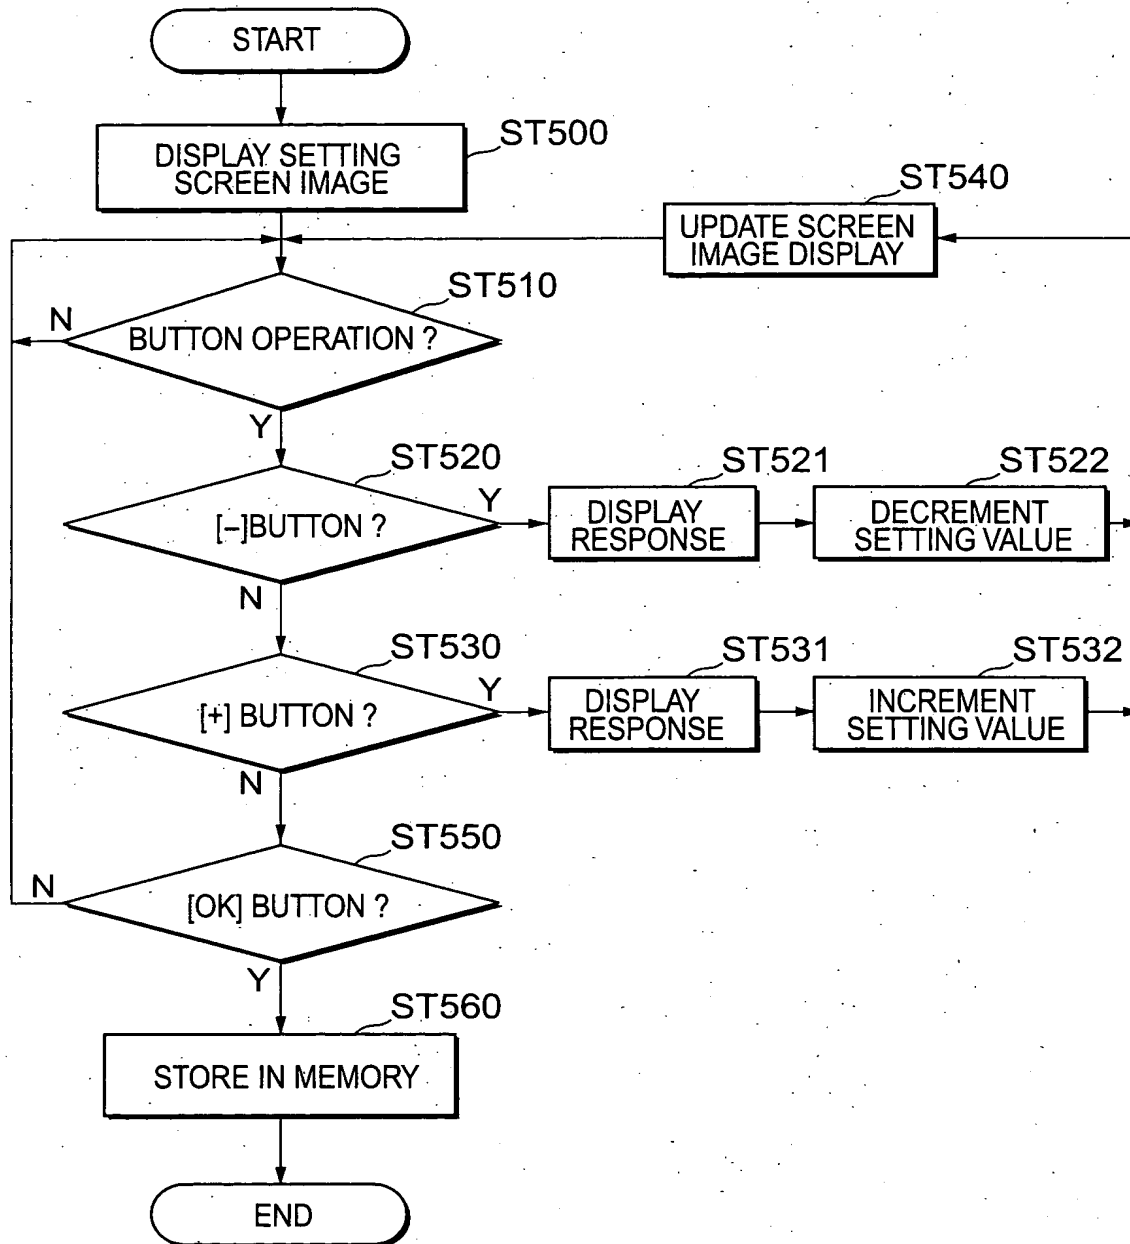 START
ST500
DISPLAY SETTING
SCREEN IMAGE
ST540
UPDATE SCREEN
IMAGE DISPLAY
ST510
N
BUTTON OPERATION ?
Y
ST520
[–]BUTTON ?
Y
N
ST521
DISPLAY
RESPONSE
ST522
DECREMENT
SETTING VALUE
ST530
[+] BUTTON ?
Y
N
ST531
DISPLAY
RESPONSE
ST532
INCREMENT
SETTING VALUE
ST550
N
[OK] BUTTON ?
Y
ST560
STORE IN MEMORY
END